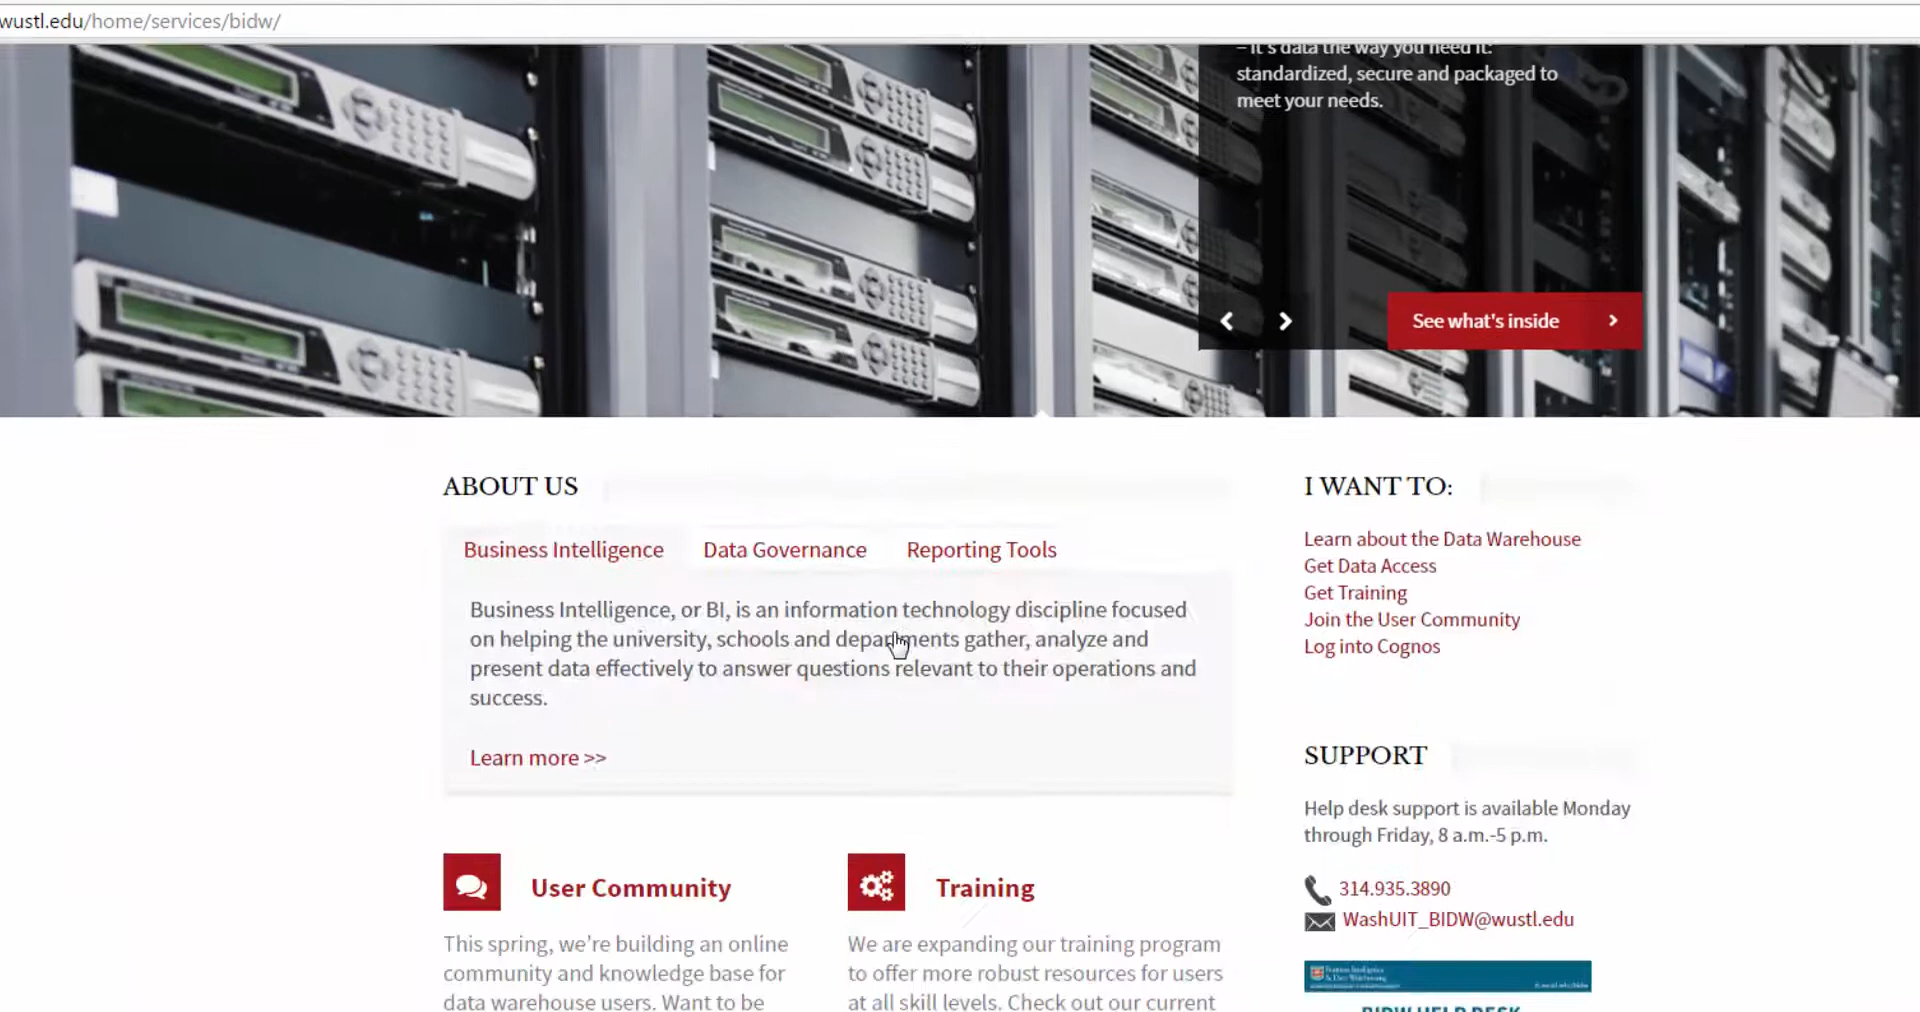 wustl.edu/home/services/bidw/
– it's data the way you need it:
standardized, secure and packaged to
meet your needs.
See what's inside
ABOUT US
Business Intelligence
Data Governance
Reporting Tools
Business Intelligence, or BI, is an information technology discipline focused
on helping the university, schools and departments gather, analyze and
present data effectively to answer questions relevant to their operations and
success.
Learn more >>
User Community
This spring, we're building an online
community and knowledge base for
data warehouse users. Want to be
Training
We are expanding our training program
to offer more robust resources for users
at all skill levels. Check out our current
I WANT TO:
Learn about the Data Warehouse
Get Data Access
Get Training
Join the User Community
Log into Cognos
SUPPORT
Help desk support is available Monday
through Friday, 8 a.m.-5 p.m.
314.935.3890
WashUIT_BIDW@wustl.edu
Business Intelligence
& Data Warehousing
BIDW HELP DESK